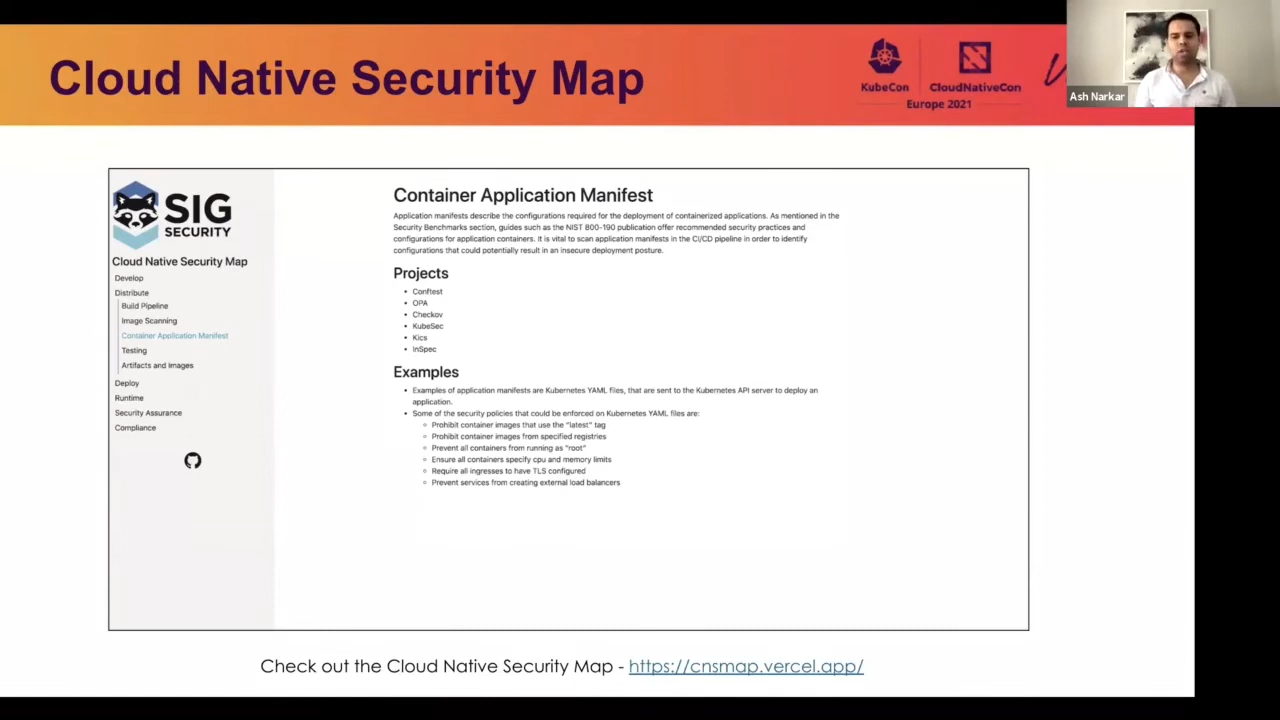 Cloud Native Security Map
KubeCon
CloudNativeCon
Europe 2021
Ash Narkar
SIG
SECURITY
Cloud Native Security Map
Develop
Distribute
Build Pipeline
Image Scanning
Container Application Manifest
Testing
Artifacts and Images
Deploy
Runtime
Security Assurance
Compliance
Container Application Manifest
Application manifests describe the configurations required for the deployment of containerized applications. As mentioned in the
Security Benchmarks section, guides such as the NIST 800-190 publication offer recommended security practices and
configurations for application containers. It is vital to scan application manifests in the CI/CD pipeline in order to identify
configurations that could potentially result in an insecure deployment posture.
Projects
• Conftest
• OPA
• Checkov
• KubeSec
• Kics
• InSpec
Examples
• Examples of application manifests are Kubernetes YAML files, that are sent to the Kubernetes API server to deploy an
application.
• Some of the security policies that could be enforced on Kubernetes YAML files are:
○ Prohibit container images that use the "latest" tag
○ Prohibit container images from specified registries
○ Prevent all containers from running as "root"
○ Ensure all containers specify cpu and memory limits
○ Require all ingresses to have TLS configured
○ Prevent services from creating external load balancers
Check out the Cloud Native Security Map - https://cnsmap.vercel.app/